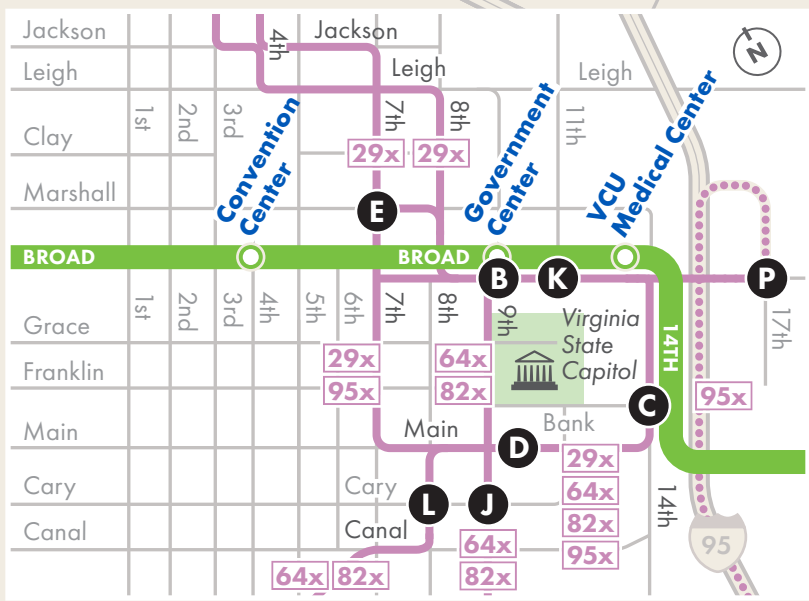 Jackson
4th
Jackson
N
Leigh
Leigh
Leigh
1st
2nd
3rd
7th
8th
11th
Clay
29x
29x
Convention
Center
Government
Center
VCU
Medical Center
Marshall
E
BROAD
BROAD
B
K
P
1st
2nd
3rd
4th
5th
6th
7th
8th
9th
17th
Grace
Virginia
State
Capitol
14TH
29x
95x
64x
82x
Franklin
95x
C
Main
Main
D
Bank
29x
64x
82x
95x
Cary
Cary
L
J
14th
Canal
Canal
64x
82x
95
64x
82x